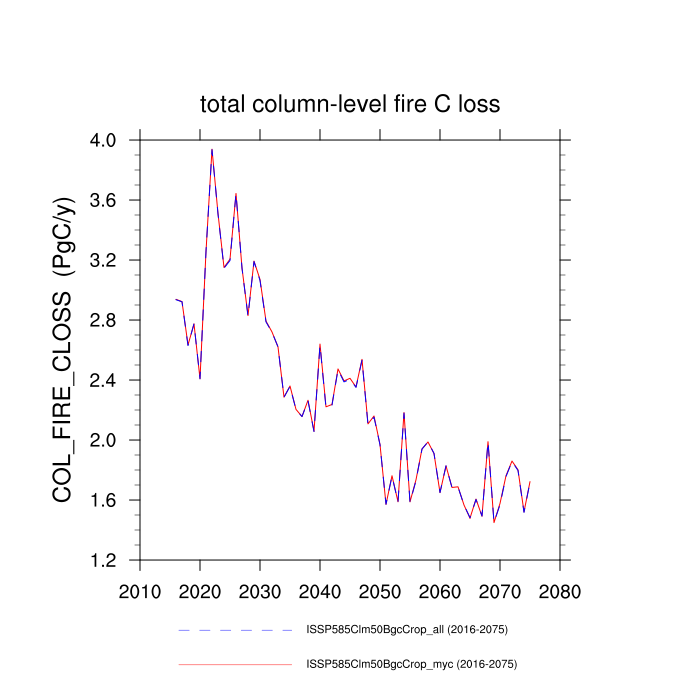 total column-level fire C loss
COL_FIRE_CLOSS (PgC/y)
4.0
3.6
3.2
2.8
2.4
2.0
1.6
1.2
2010 2020 2030 2040 2050 2060 2070 2080
ISSP585Clm50BgcCrop_all (2016-2075)
ISSP585Clm50BgcCrop_myc (2016-2075)